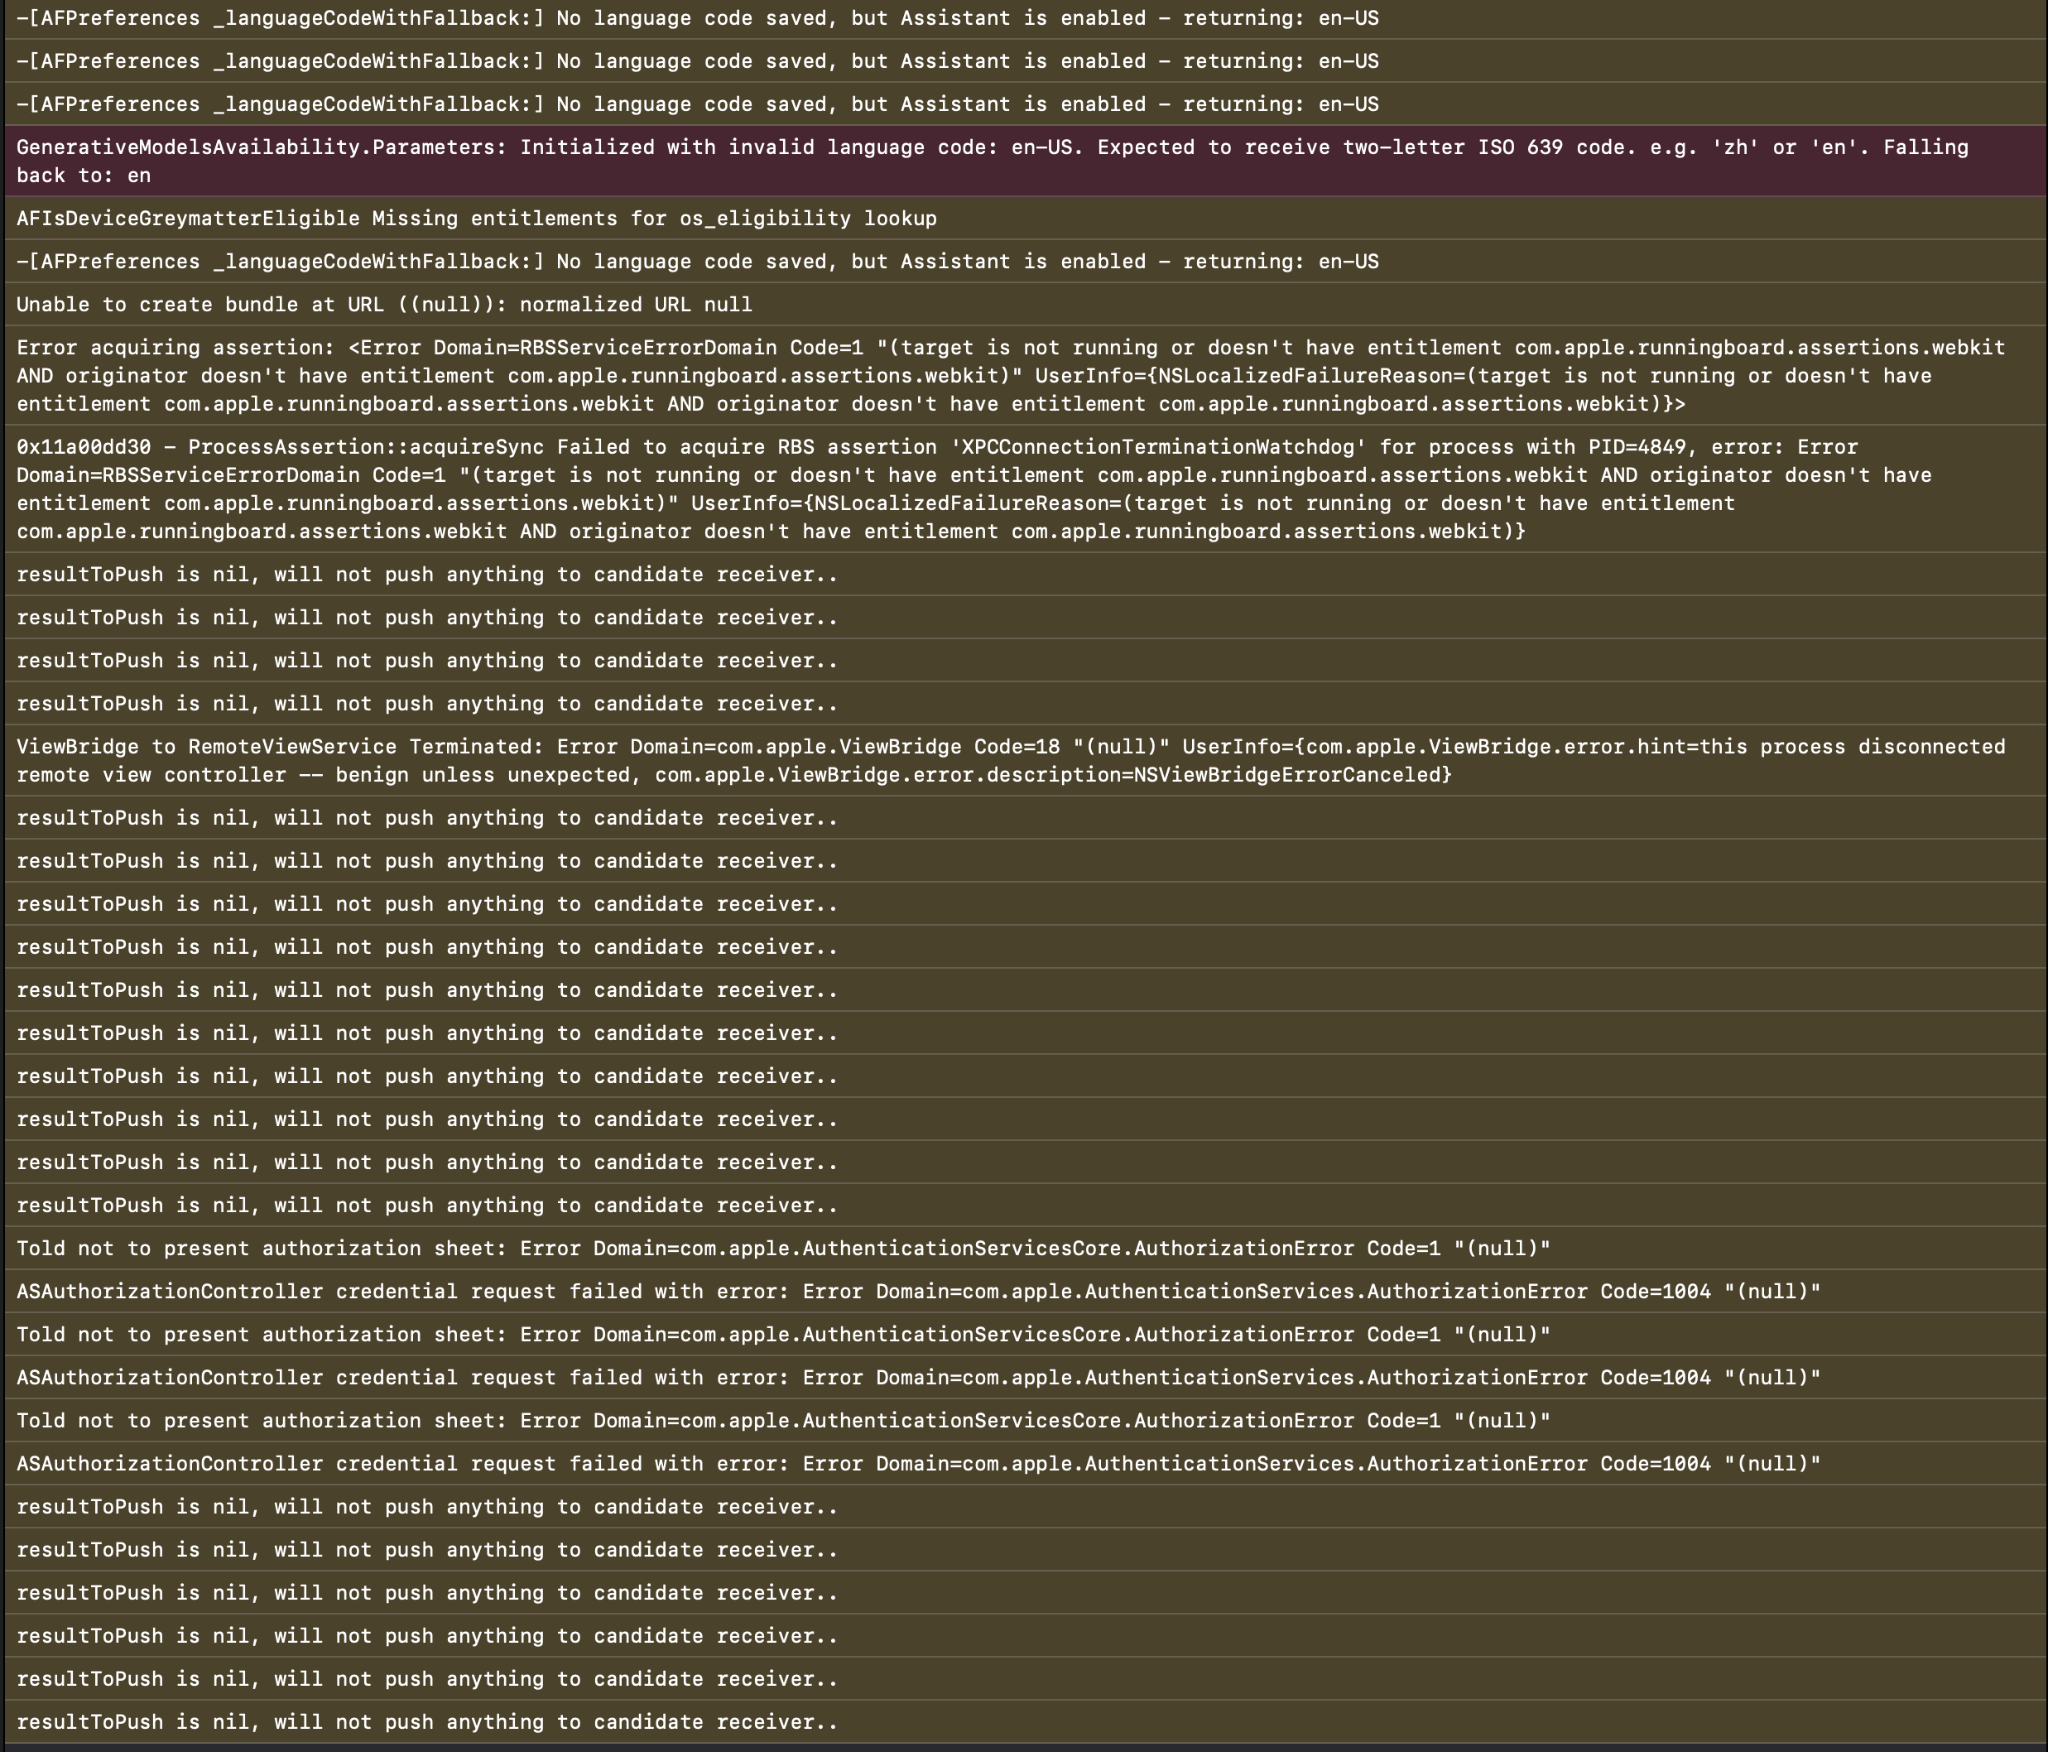 -[AFPreferences _languageCodeWithFallback:] No language code saved, but Assistant is enabled - returning: en-US
-[AFPreferences _languageCodeWithFallback:] No language code saved, but Assistant is enabled - returning: en-US
-[AFPreferences _languageCodeWithFallback:] No language code saved, but Assistant is enabled - returning: en-US
GenerativeModelsAvailability.Parameters: Initialized with invalid language code: en-US. Expected to receive two-letter ISO 639 code. e.g. 'zh' or 'en'. Falling
back to: en
AFIsDeviceGreymatterEligible Missing entitlements for os_eligibility lookup
-[AFPreferences _languageCodeWithFallback:] No language code saved, but Assistant is enabled - returning: en-US
Unable to create bundle at URL ((null)): normalized URL null
Error acquiring assertion: <Error Domain=RBSServiceErrorDomain Code=1 "(target is not running or doesn't have entitlement com.apple.runningboard.assertions.webkit
AND originator doesn't have entitlement com.apple.runningboard.assertions.webkit)" UserInfo={NSLocalizedFailureReason=(target is not running or doesn't have
entitlement com.apple.runningboard.assertions.webkit AND originator doesn't have entitlement com.apple.runningboard.assertions.webkit)}>
0x11a00dd30 - ProcessAssertion::acquireSync Failed to acquire RBS assertion 'XPCConnectionTerminationWatchdog' for process with PID=4849, error: Error
Domain=RBSServiceErrorDomain Code=1 "(target is not running or doesn't have entitlement com.apple.runningboard.assertions.webkit AND originator doesn't have
entitlement com.apple.runningboard.assertions.webkit)" UserInfo={NSLocalizedFailureReason=(target is not running or doesn't have entitlement
com.apple.runningboard.assertions.webkit AND originator doesn't have entitlement com.apple.runningboard.assertions.webkit)}
resultToPush is nil, will not push anything to candidate receiver..
resultToPush is nil, will not push anything to candidate receiver..
resultToPush is nil, will not push anything to candidate receiver..
resultToPush is nil, will not push anything to candidate receiver..
ViewBridge to RemoteViewService Terminated: Error Domain=com.apple.ViewBridge Code=18 "(null)" UserInfo={com.apple.ViewBridge.error.hint=this process disconnected
remote view controller -- benign unless unexpected, com.apple.ViewBridge.error.description=NSViewBridgeErrorCanceled}
resultToPush is nil, will not push anything to candidate receiver..
resultToPush is nil, will not push anything to candidate receiver..
resultToPush is nil, will not push anything to candidate receiver..
resultToPush is nil, will not push anything to candidate receiver..
resultToPush is nil, will not push anything to candidate receiver..
resultToPush is nil, will not push anything to candidate receiver..
resultToPush is nil, will not push anything to candidate receiver..
resultToPush is nil, will not push anything to candidate receiver..
resultToPush is nil, will not push anything to candidate receiver..
resultToPush is nil, will not push anything to candidate receiver..
Told not to present authorization sheet: Error Domain=com.apple.AuthenticationServicesCore.AuthorizationError Code=1 "(null)"
ASAuthorizationController credential request failed with error: Error Domain=com.apple.AuthenticationServices.AuthorizationError Code=1004 "(null)"
Told not to present authorization sheet: Error Domain=com.apple.AuthenticationServicesCore.AuthorizationError Code=1 "(null)"
ASAuthorizationController credential request failed with error: Error Domain=com.apple.AuthenticationServices.AuthorizationError Code=1004 "(null)"
Told not to present authorization sheet: Error Domain=com.apple.AuthenticationServicesCore.AuthorizationError Code=1 "(null)"
ASAuthorizationController credential request failed with error: Error Domain=com.apple.AuthenticationServices.AuthorizationError Code=1004 "(null)"
resultToPush is nil, will not push anything to candidate receiver..
resultToPush is nil, will not push anything to candidate receiver..
resultToPush is nil, will not push anything to candidate receiver..
resultToPush is nil, will not push anything to candidate receiver..
resultToPush is nil, will not push anything to candidate receiver..
resultToPush is nil, will not push anything to candidate receiver..